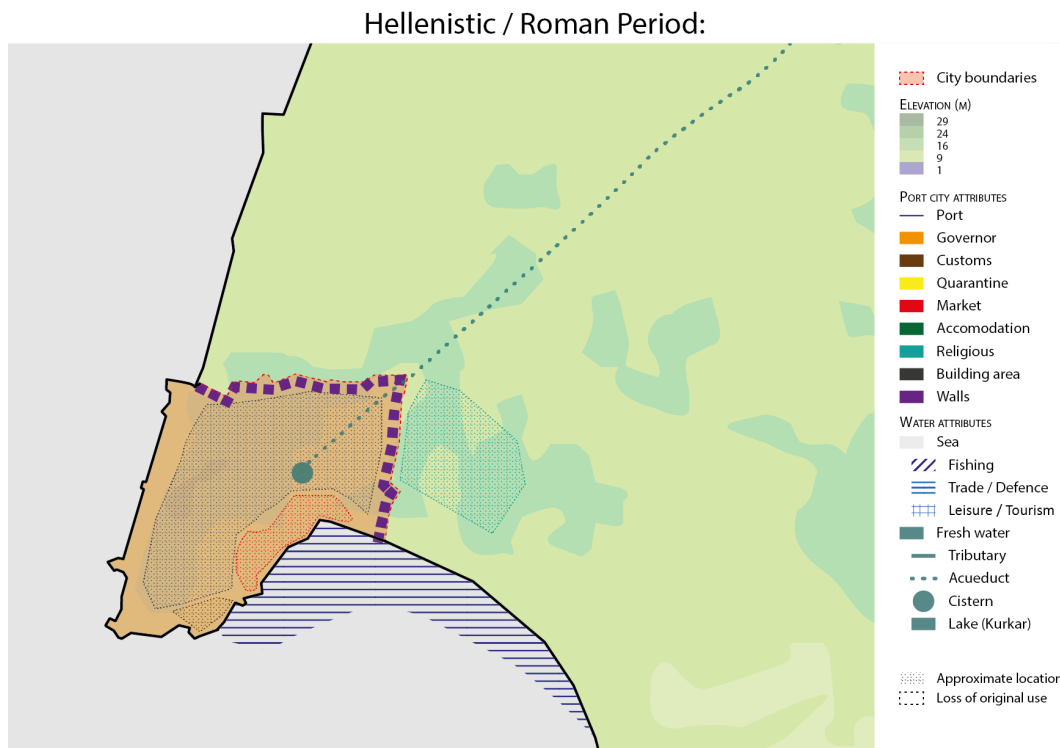 Hellenistic / Roman Period:
City boundaries
ELEVATION (M)
29
24
16
9
1
PORT CITY ATTRIBUTES
Port
Governor
Customs
Quarantine
Market
Accomodation
Religious
Building area
Walls
WATER ATTRIBUTES
Sea
Fishing
Trade / Defence
Leisure / Tourism
Fresh water
Tributary
Acueduct
Cistern
Lake (Kurkar)
Approximate location
Loss of original use